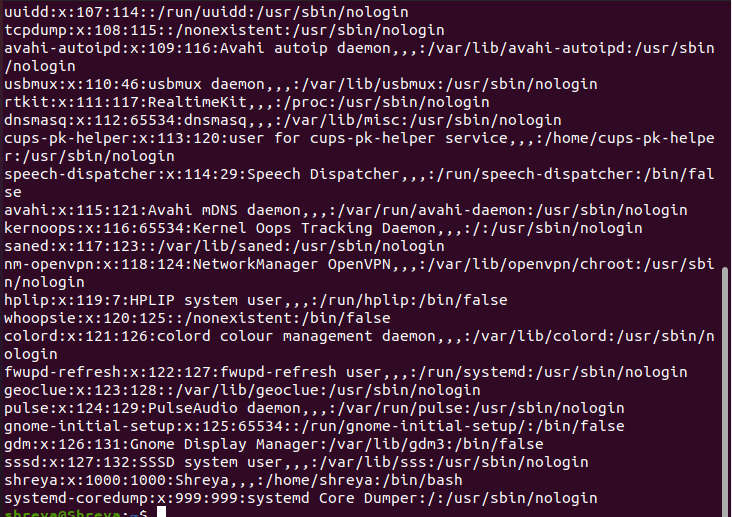 uuidd:x:107:114::/run/uuidd:/usr/sbin/nologin
tcpdump:x:108:115::/nonexistent:/usr/sbin/nologin
avahi-autoipd:x:109:116:Avahi autoip daemon,,,:/var/lib/avahi-autoipd:/usr/sbin
/nologin
usbmux:x:110:46:usbmux daemon,,,:/var/lib/usbmux:/usr/sbin/nologin
rtkit:x:111:117:RealtimeKit,,,:/proc:/usr/sbin/nologin
dnsmasq:x:112:65534:dnsmasq,,,:/var/lib/misc:/usr/sbin/nologin
cups-pk-helper:x:113:120:user for cups-pk-helper service,,,:/home/cups-pk-helpe
r:/usr/sbin/nologin
speech-dispatcher:x:114:29:Speech Dispatcher,,,:/run/speech-dispatcher:/bin/fal
se
avahi:x:115:121:Avahi mDNS daemon,,,:/var/run/avahi-daemon:/usr/sbin/nologin
kernoops:x:116:65534:Kernel Oops Tracking Daemon,,,:/:/usr/sbin/nologin
saned:x:117:123::/var/lib/saned:/usr/sbin/nologin
nm-openvpn:x:118:124:NetworkManager OpenVPN,,,:/var/lib/openvpn/chroot:/usr/sbi
n/nologin
hplip:x:119:7:HPLIP system user,,,:/run/hplip:/bin/false
whoopsie:x:120:125::/nonexistent:/bin/false
colord:x:121:126:colord colour management daemon,,,:/var/lib/colord:/usr/sbin/n
ologin
fwupd-refresh:x:122:127:fwupd-refresh user,,,:/run/systemd:/usr/sbin/nologin
geoclue:x:123:128::/var/lib/geoclue:/usr/sbin/nologin
pulse:x:124:129:PulseAudio daemon,,,:/var/run/pulse:/usr/sbin/nologin
gnome-initial-setup:x:125:65534::/run/gnome-initial-setup/:/bin/false
gdm:x:126:131:Gnome Display Manager:/var/lib/gdm3:/bin/false
sssd:x:127:132:SSSD system user,,,:/var/lib/sss:/usr/sbin/nologin
shreya:x:1000:1000:Shreya,,,:/home/shreya:/bin/bash
systemd-coredump:x:999:999:systemd Core Dumper:/:/usr/sbin/nologin
shreya@Shreya:~$